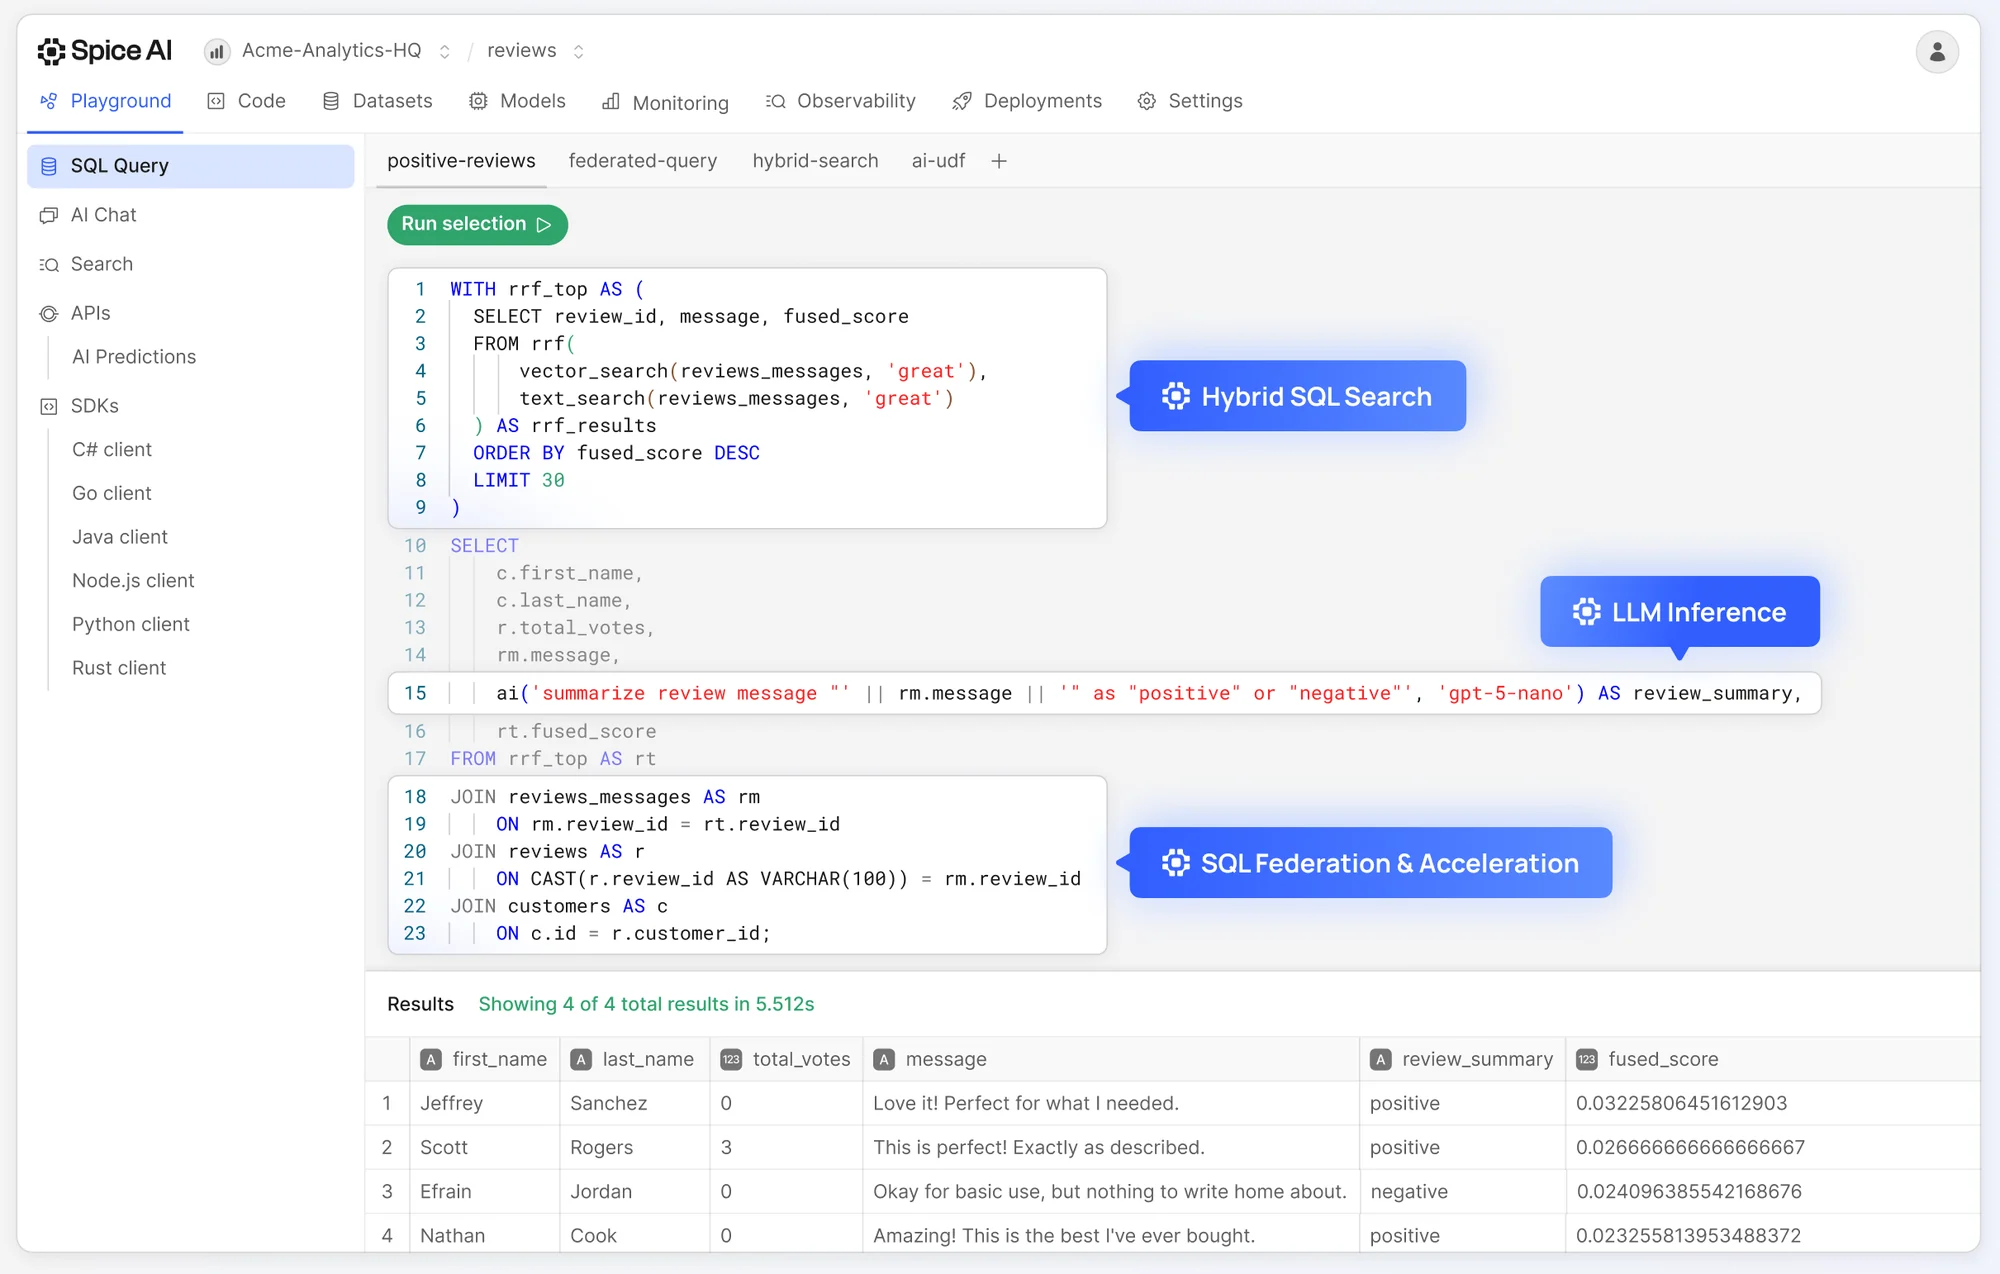 Spice AI Acme-Analytics-HQ / reviews
Playground Code Datasets Models Monitoring Observability Deployments Settings
SQL Query
AI Chat
Search
APIs
AI Predictions
SDKs
C# client
Go client
Java client
Node.js client
Python client
Rust client
positive-reviews federated-query hybrid-search ai-udf +
Run selection
1 WITH rrf_top AS (
2 SELECT review_id, message, fused_score
3 FROM rrf(
4 vector_search(reviews_messages, 'great'),
5 text_search(reviews_messages, 'great')
6 ) AS rrf_results
7 ORDER BY fused_score DESC
8 LIMIT 30
9 )
Hybrid SQL Search
10 SELECT
11 c.first_name,
12 c.last_name,
13 r.total_votes,
14 rm.message,
LLM Inference
15 ai('summarize review message "' || rm.message || '" as "positive" or "negative"', 'gpt-5-nano') AS review_summary,
16 rt.fused_score
17 FROM rrf_top AS rt
18 JOIN reviews_messages AS rm
19 ON rm.review_id = rt.review_id
20 JOIN reviews AS r
21 ON CAST(r.review_id AS VARCHAR(100)) = rm.review_id
22 JOIN customers AS c
23 ON c.id = r.customer_id;
SQL Federation & Acceleration
Results Showing 4 of 4 total results in 5.512s
A first_name A last_name 123 total_votes A message A review_summary 123 fused_score
1 Jeffrey Sanchez 0 Love it! Perfect for what I needed. positive 0.03225806451612903
2 Scott Rogers 3 This is perfect! Exactly as described. positive 0.026666666666666667
3 Efrain Jordan 0 Okay for basic use, but nothing to write home about. negative 0.024096385542168676
4 Nathan Cook 0 Amazing! This is the best I've ever bought. positive 0.023255813953488372